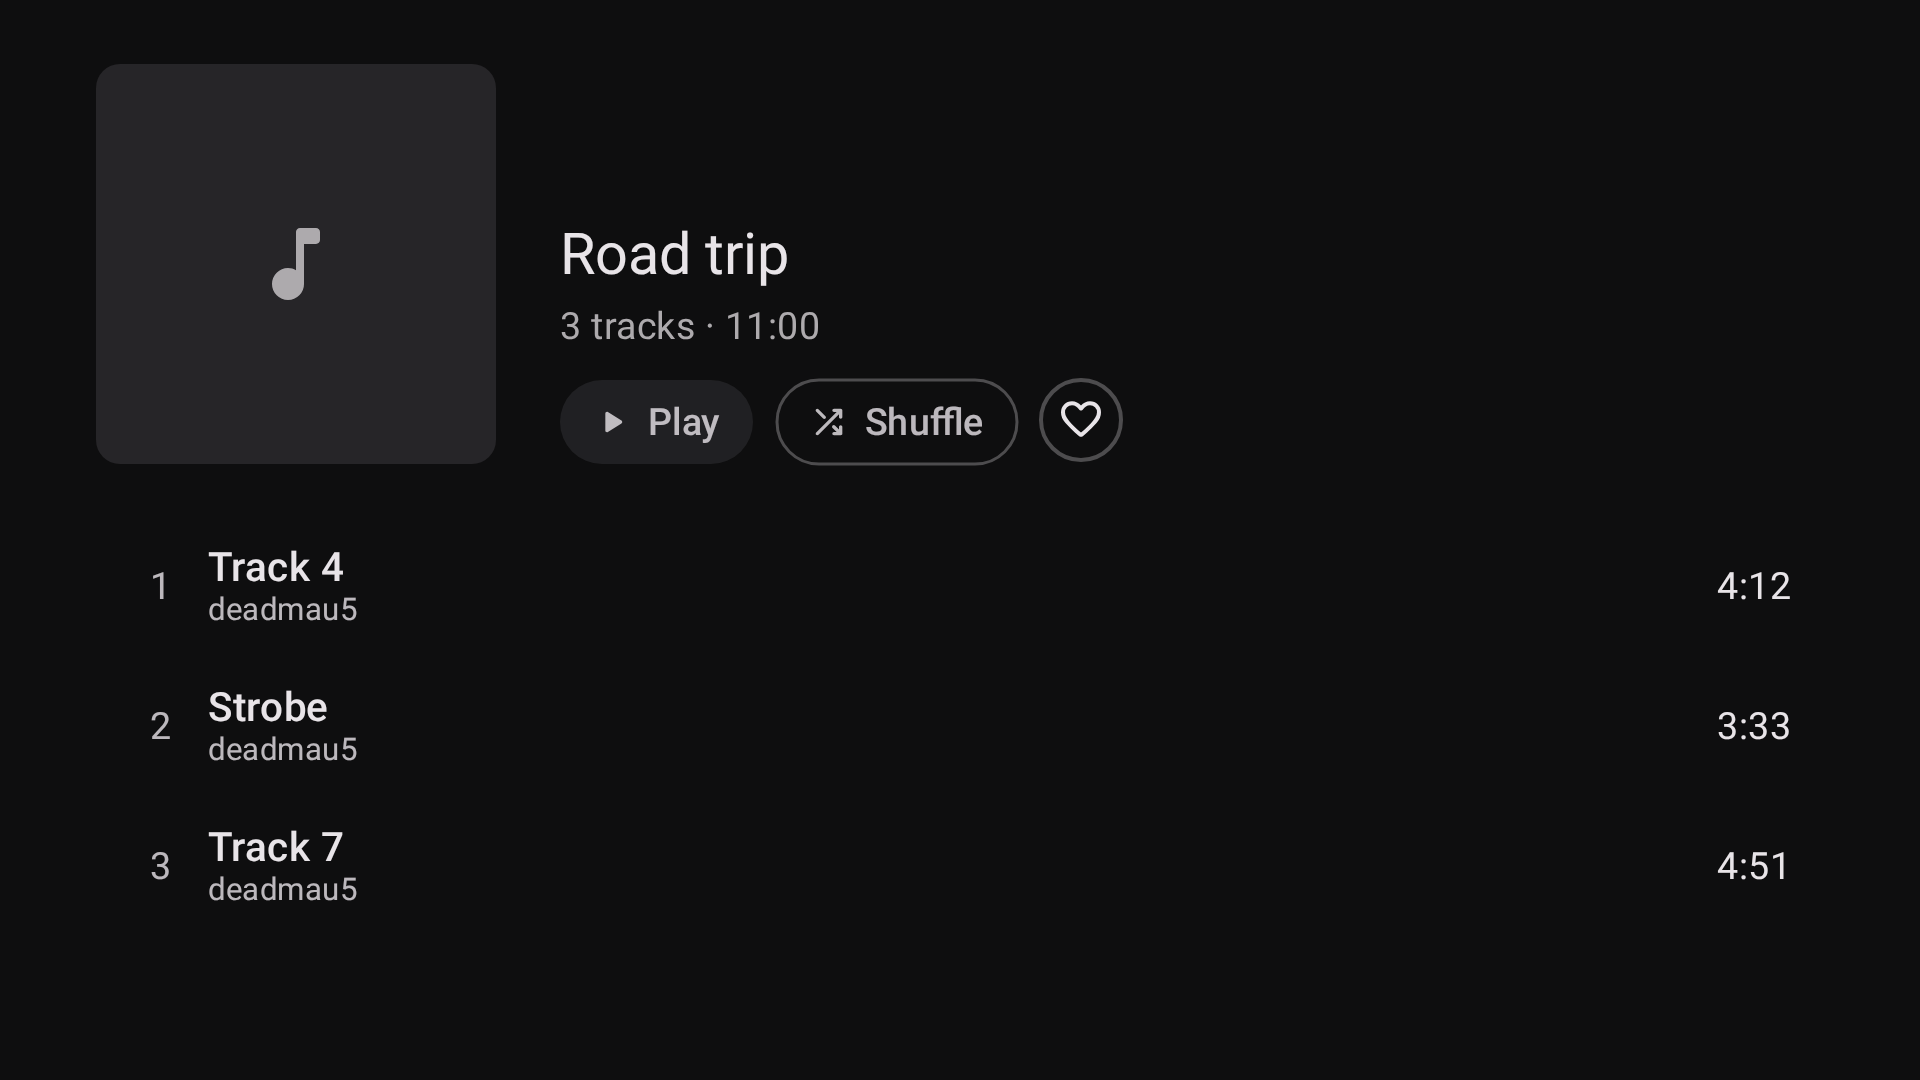 Road trip
3 tracks · 11:00
Play
Shuffle
1
Track 4
deadmau5
4:12
2
Strobe
deadmau5
3:33
3
Track 7
deadmau5
4:51